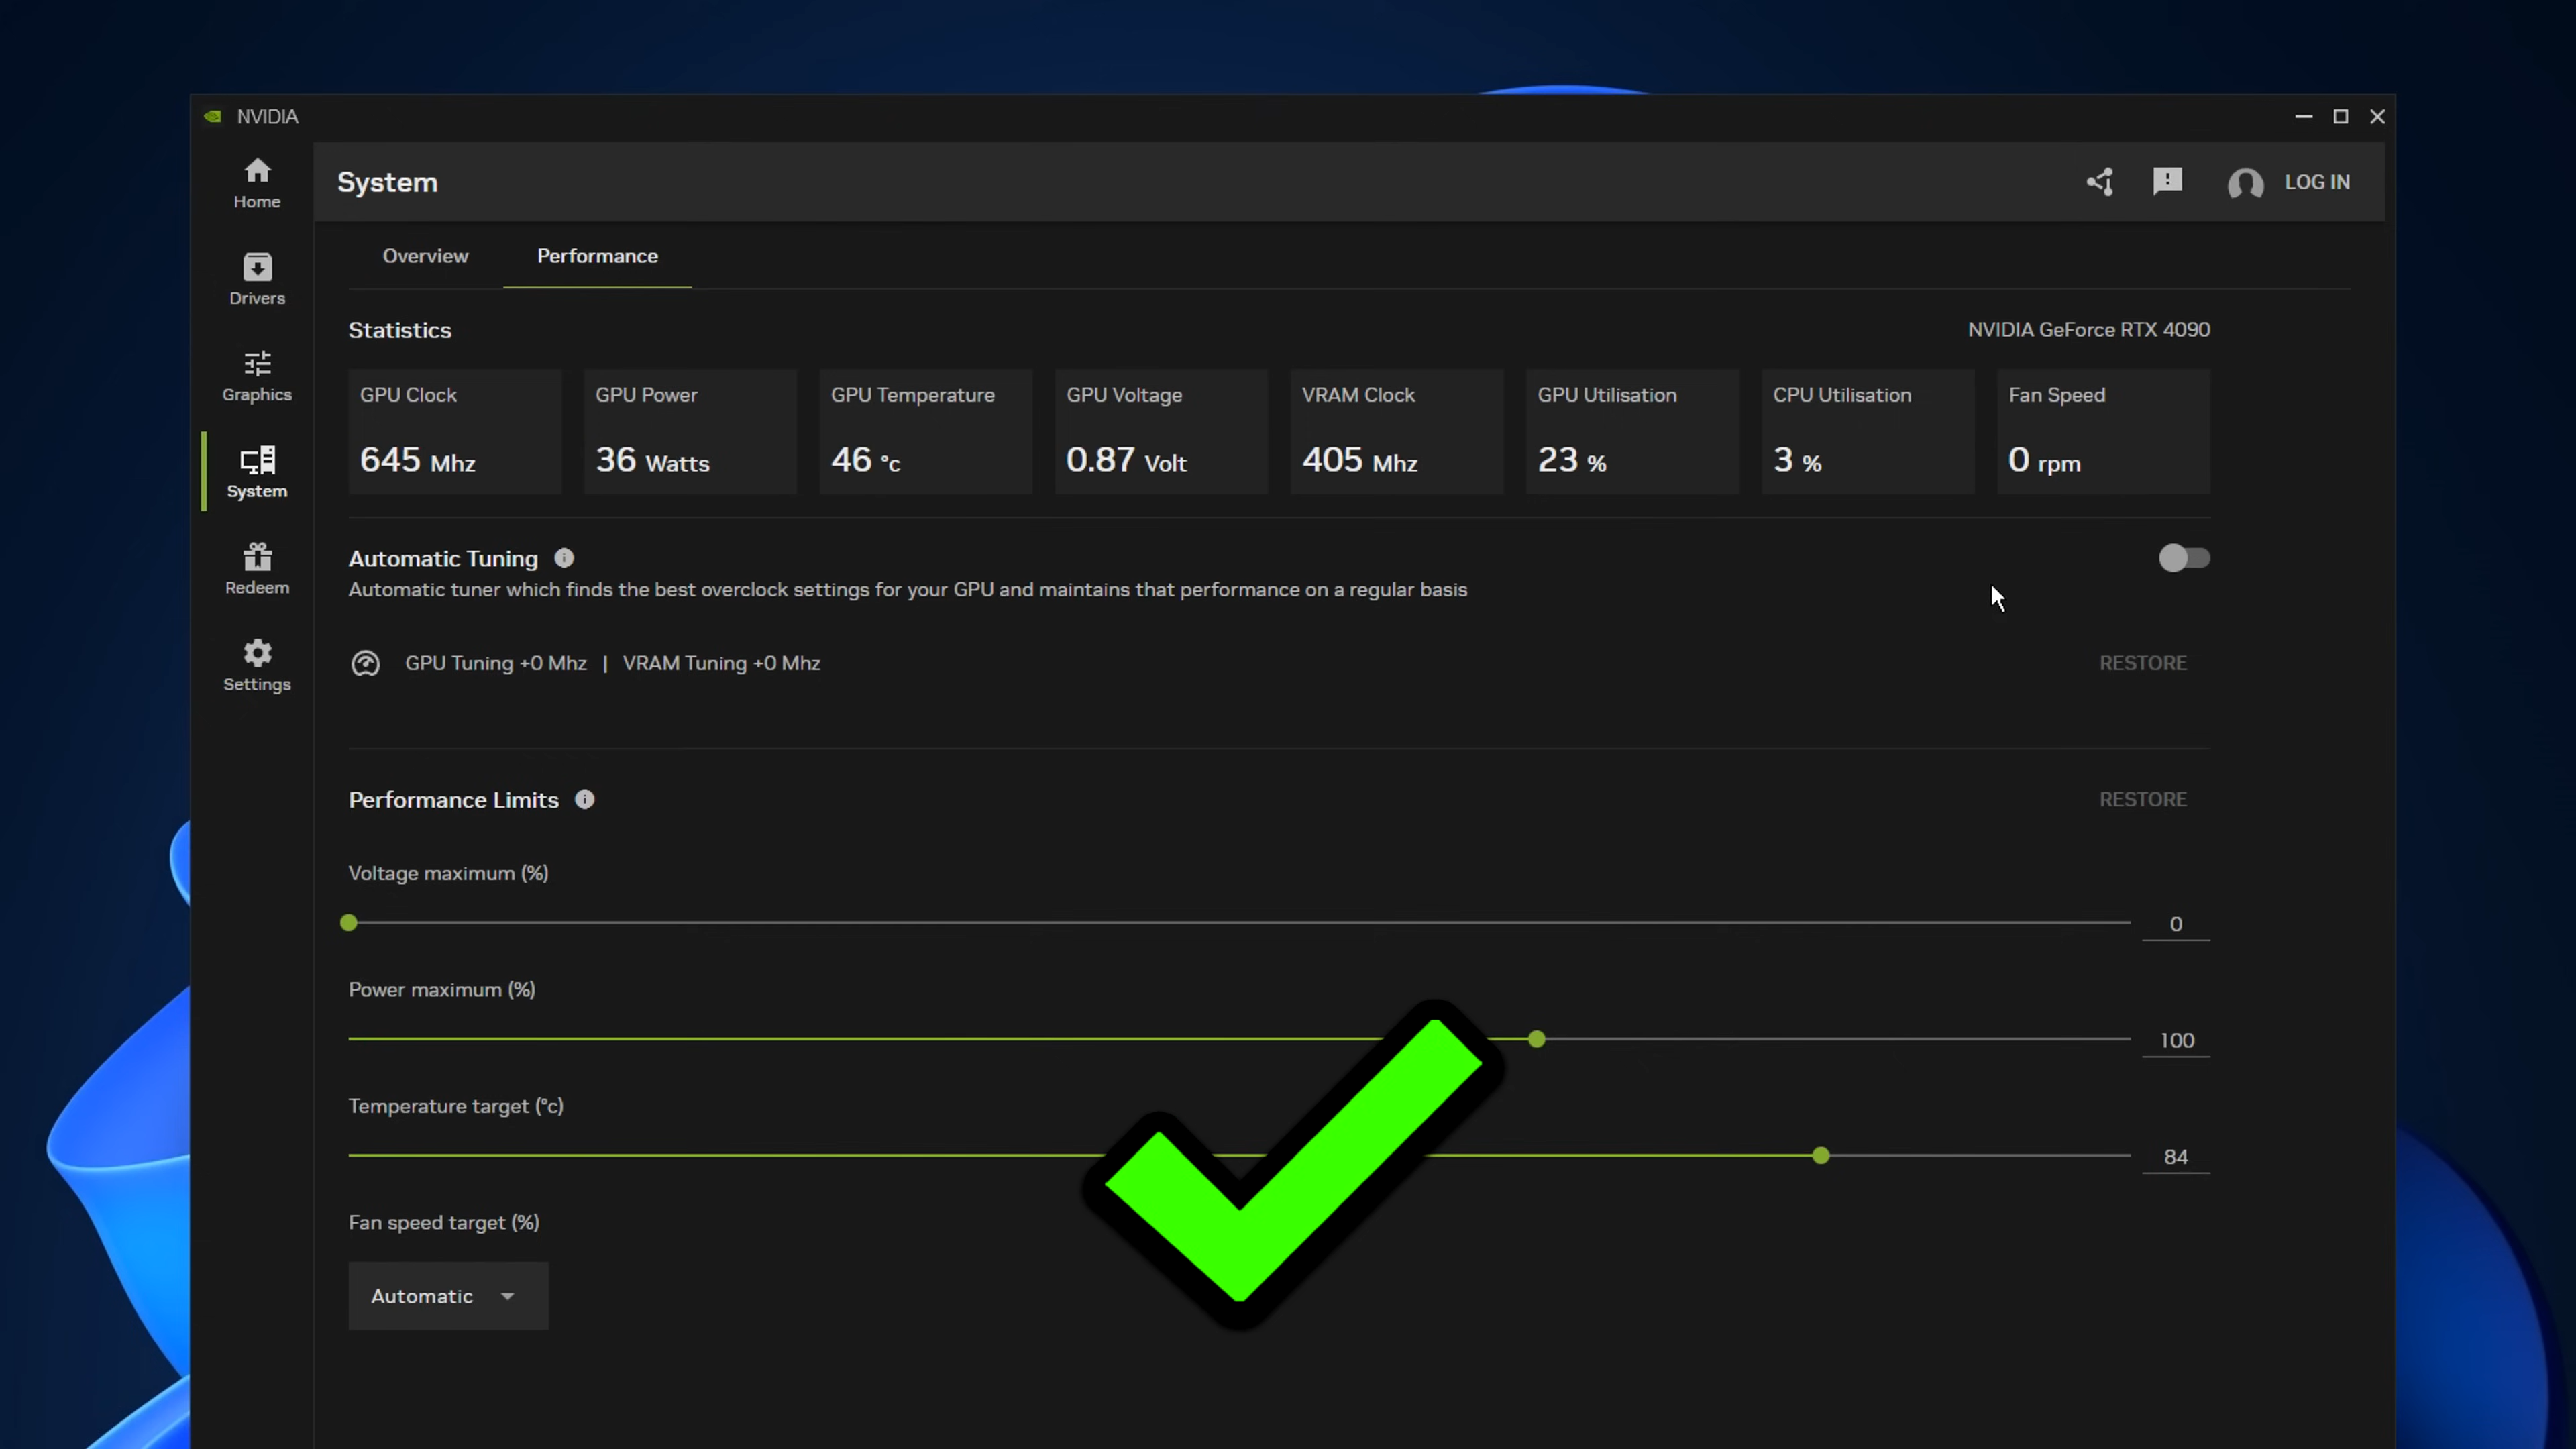 NVIDIA
Home
Drivers
Graphics
System
Redeem
Settings
System
LOG IN
Overview Performance
Statistics NVIDIA GeForce RTX 4090
GPU Clock GPU Power GPU Temperature GPU Voltage VRAM Clock GPU Utilisation CPU Utilisation Fan Speed
645 Mhz 36 Watts 46 °c 0.87 Volt 405 Mhz 23 % 3 % 0 rpm
Automatic Tuning
Automatic tuner which finds the best overclock settings for your GPU and maintains that performance on a regular basis
GPU Tuning +0 Mhz | VRAM Tuning +0 Mhz RESTORE
Performance Limits RESTORE
Voltage maximum (%)
0
Power maximum (%)
100
Temperature target (°c)
84
Fan speed target (%)
Automatic